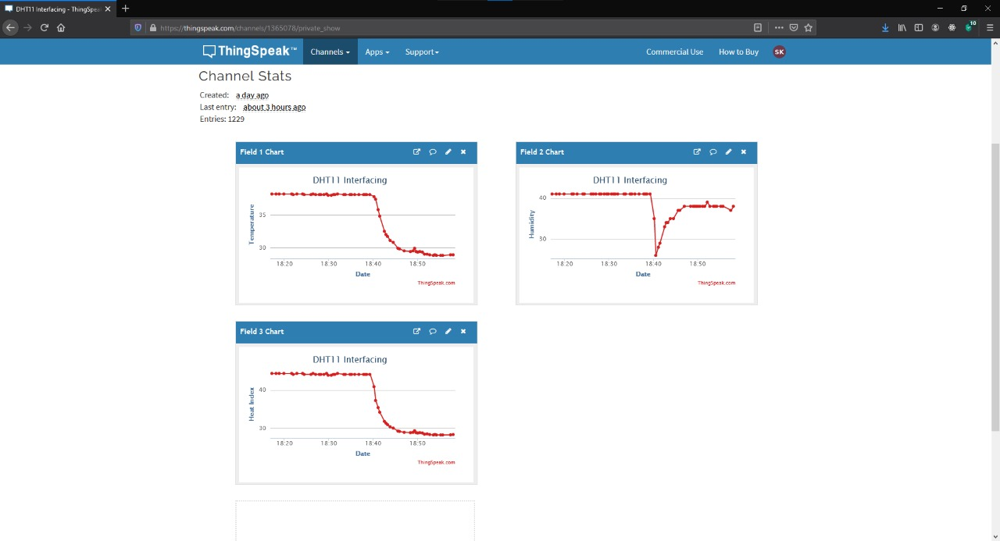 DHT11 Interfacing - ThingSpea
https://thingspeak.com/channels/1365078/private_show
10
ThingSpeak™
Channels
Apps
Support
Commercial Use
How to Buy
SK
Channel Stats
Created: a day ago
Last entry: about 3 hours ago
Entries: 1229
Field 1 Chart
DHT11 Interfacing
Temperature
35
30
18:20 18:30 18:40 18:50
Date
ThingSpeak.com
Field 2 Chart
DHT11 Interfacing
Humidity
40
30
18:20 18:30 18:40 18:50
Date
ThingSpeak.com
Field 3 Chart
DHT11 Interfacing
Heat Index
40
30
18:20 18:30 18:40 18:50
Date
ThingSpeak.com